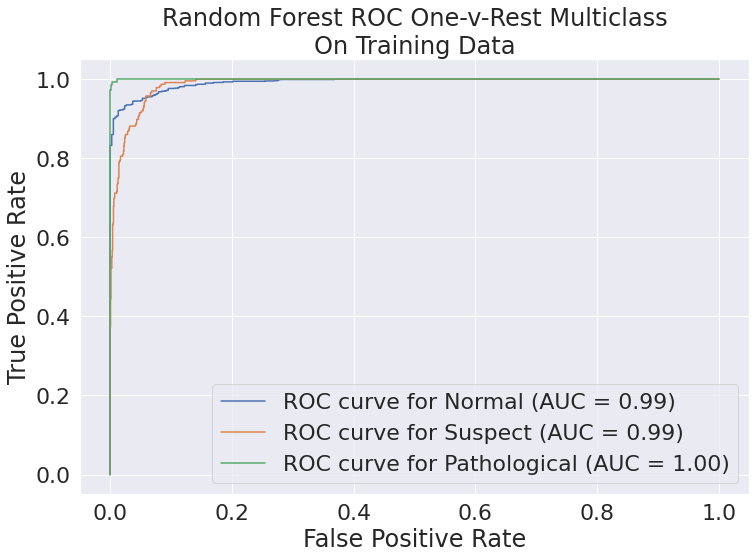 Random Forest ROC One-v-Rest Multiclass
On Training Data
True Positive Rate
1.0
0.8
0.6
0.4
0.2
0.0
ROC curve for Normal (AUC = 0.99)
ROC curve for Suspect (AUC = 0.99)
ROC curve for Pathological (AUC = 1.00)
0.0 0.2 0.4 0.6 0.8 1.0
False Positive Rate